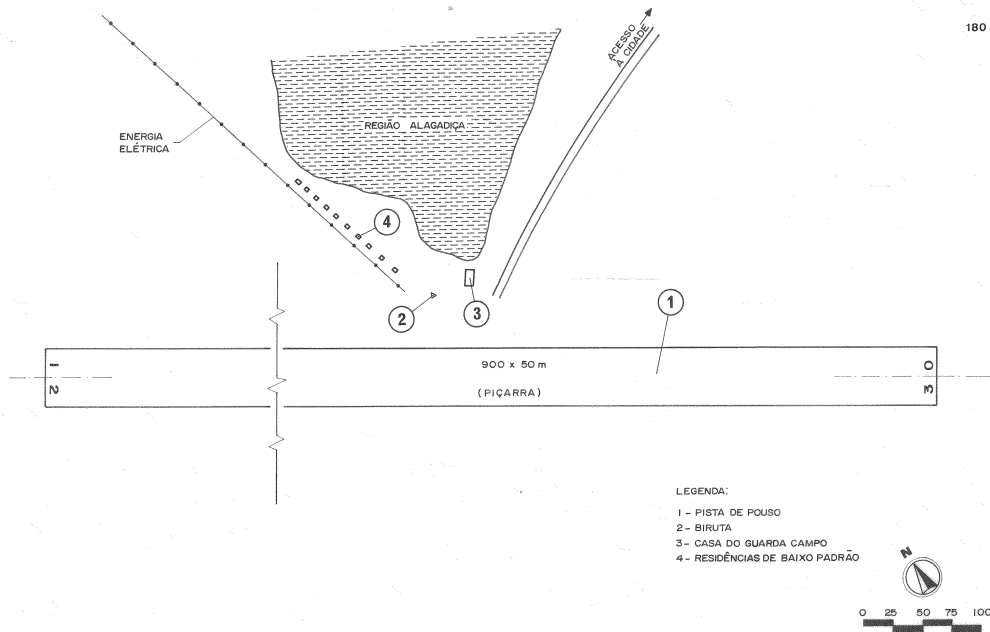 180
ACESSO
À CIDADE
REGIÃO ALAGADIÇA
ENERGIA
ELÉTRICA
4
2
3
1
12
900 x 50 m
(PIÇARRA)
30
LEGENDA:
1 - PISTA DE POUSO
2 - BIRUTA
3 - CASA DO GUARDA CAMPO
4 - RESIDÊNCIAS DE BAIXO PADRÃO
N
0 25 50 75 100